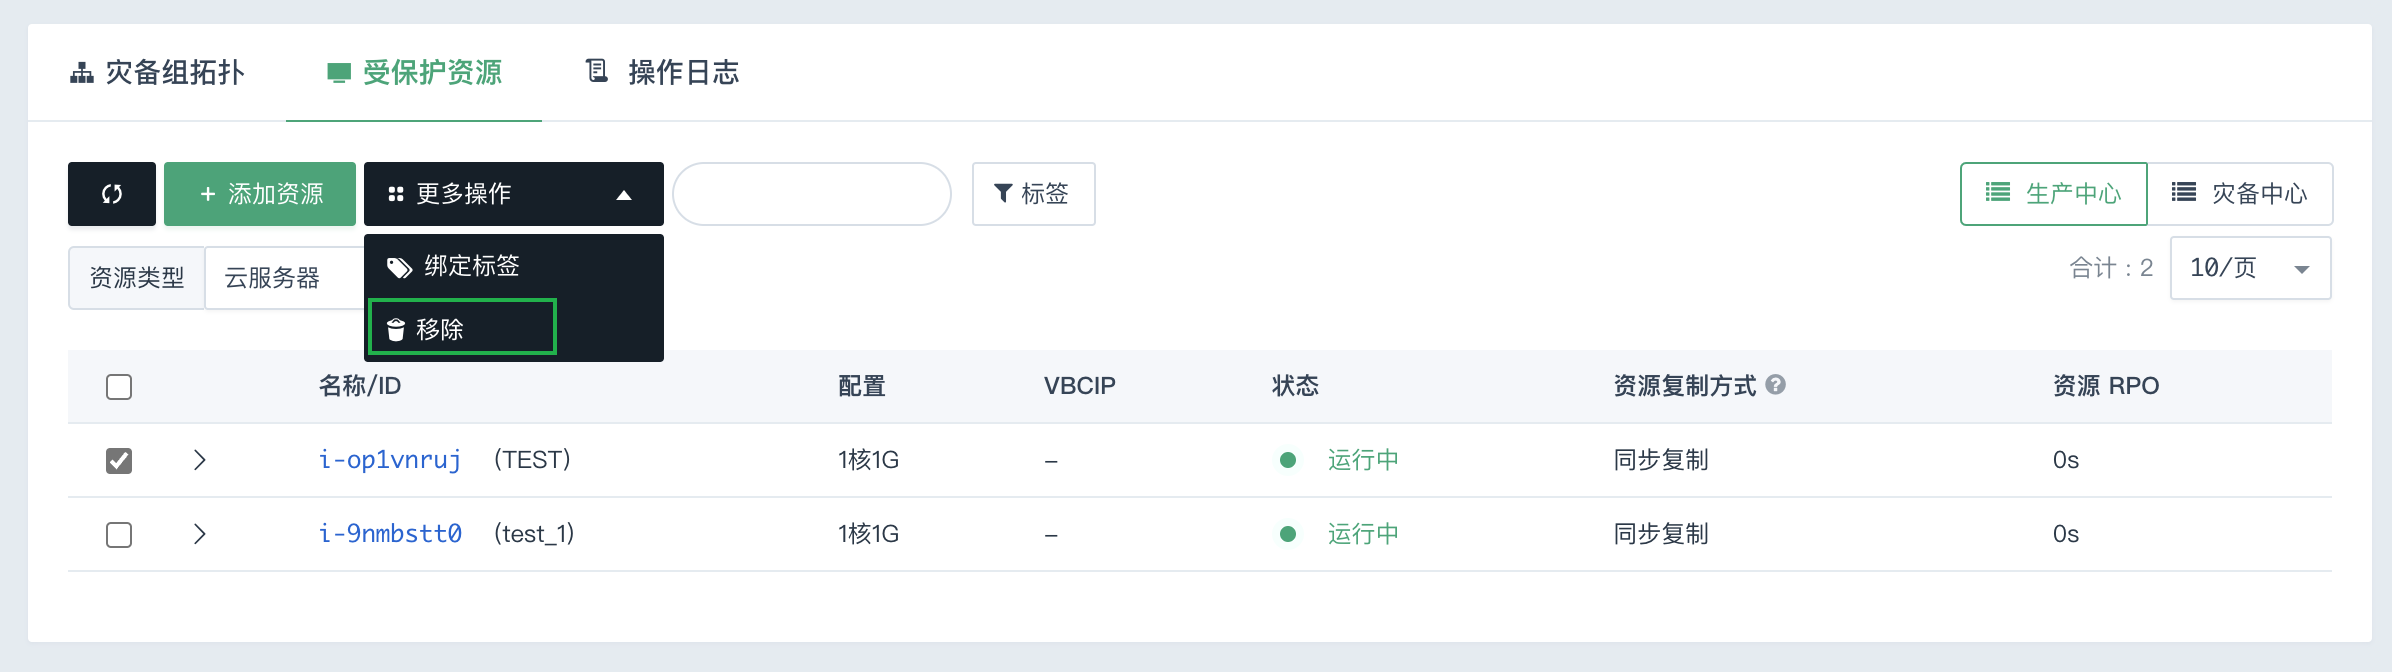 灾备组拓扑 受保护资源 操作日志
添加资源 更多操作 标签 生产中心 灾备中心
资源类型 云服务器 绑定标签 合计：2 10/页
移除
名称/ID 配置 VBCIP 状态 资源复制方式 资源 RPO
i-op1vnruj (TEST) 1核1G – 运行中 同步复制 0s
i-9nmbstt0 (test_1) 1核1G – 运行中 同步复制 0s